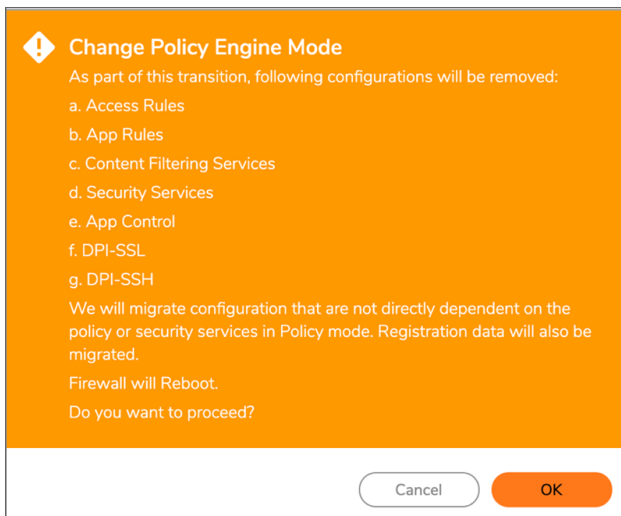 Change Policy Engine Mode
As part of this transition, following configurations will be removed:
a. Access Rules
b. App Rules
c. Content Filtering Services
d. Security Services
e. App Control
f. DPI-SSL
g. DPI-SSH
We will migrate configuration that are not directly dependent on the
policy or security services in Policy mode. Registration data will also be
migrated.
Firewall will Reboot.
Do you want to proceed?
Cancel OK